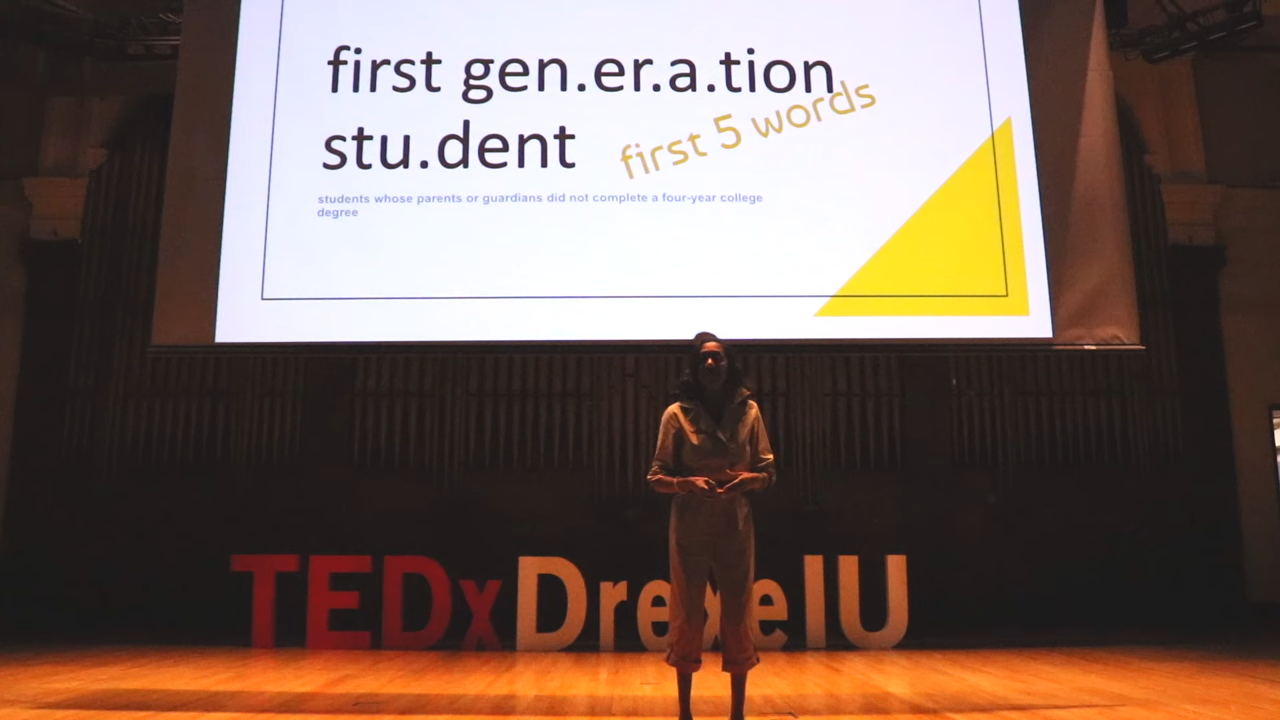 first gen.er.a.tion
stu.dent
first 5 words
students whose parents or guardians did not complete a four-year college
degree
TEDxDrexelU